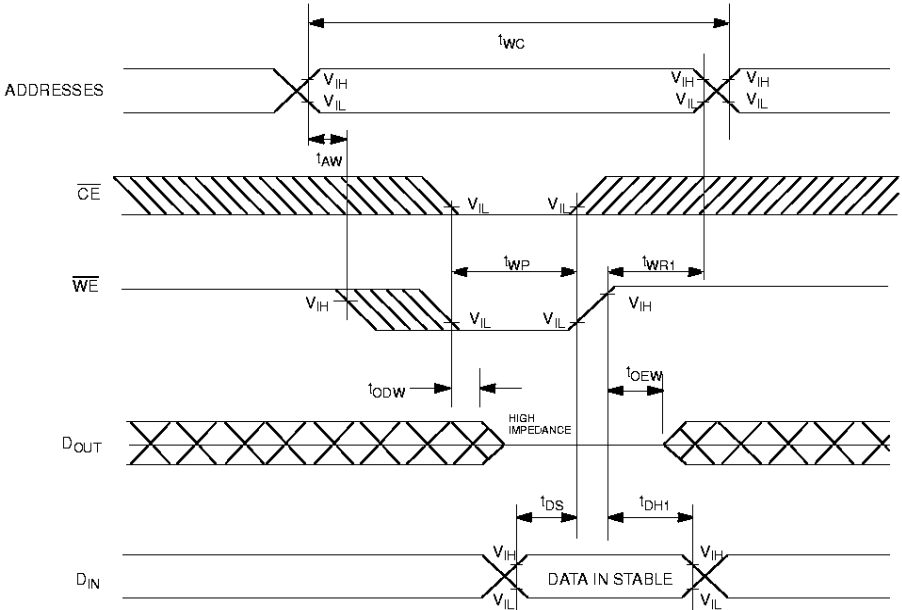 tWC
ADDRESSES
VIH
VIL
VIH
VIL
VIH
VIL
tAW
CE
VIL
VIL
tWP
tWR1
WE
VIH
VIL
VIL
VIH
tODW
tOEW
DOUT
HIGH
IMPEDANCE
tDS
tDH1
DIN
VIH
VIL
DATA IN STABLE
VIH
VIL